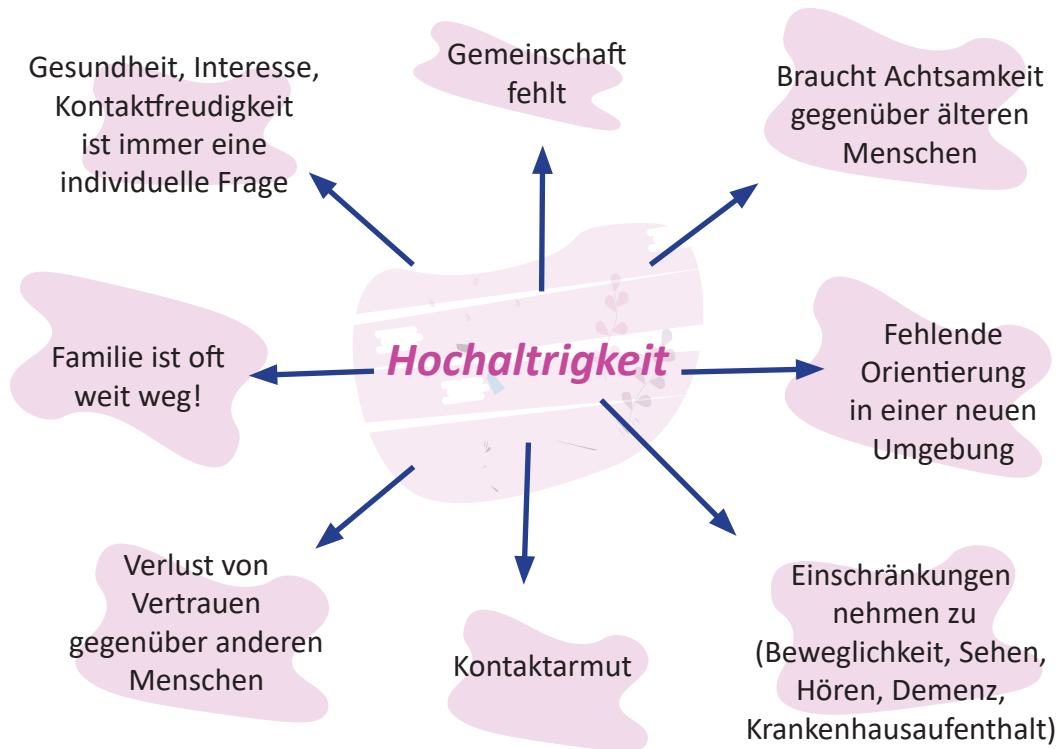 Gesundheit, Interesse,
Kontaktfreudigkeit
ist immer eine
individuelle Frage
Gemeinschaft
fehlt
Braucht Achtsamkeit
gegenüber älteren
Menschen
Familie ist oft
weit weg!
Hochaltrigkeit
Fehlende
Orientierung
in einer neuen
Umgebung
Verlust von
Vertrauen
gegenüber anderen
Menschen
Kontaktarmut
Einschränkungen
nehmen zu
(Beweglichkeit, Sehen,
Hören, Demenz,
Krankenhausaufenthalt)